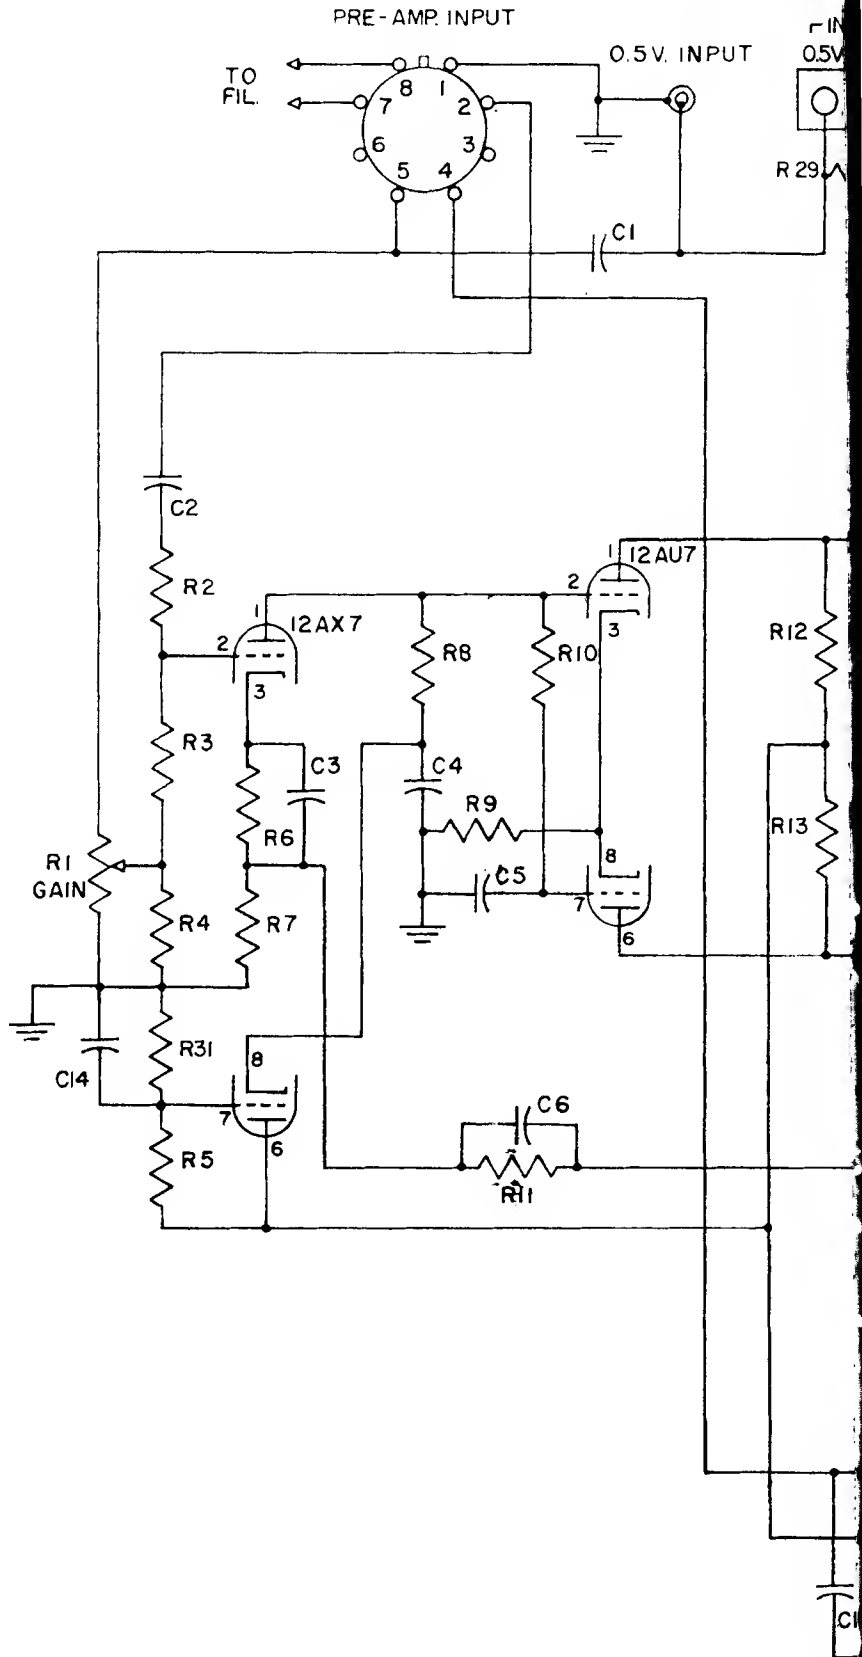 PRE-AMP. INPUT
IN
0.5V. INPUT
0.5V
TO
FIL.
8
1
7
2
6
3
5
4
R29
C1
C2
R2
1
12AX7
2
3
1
12AU7
2
3
R8
R10
R12
R3
C3
C4
R9
R6
R13
R1
GAIN
8
C5
7
R4
R7
6
R31
8
C14
7
C6
6
R5
R11